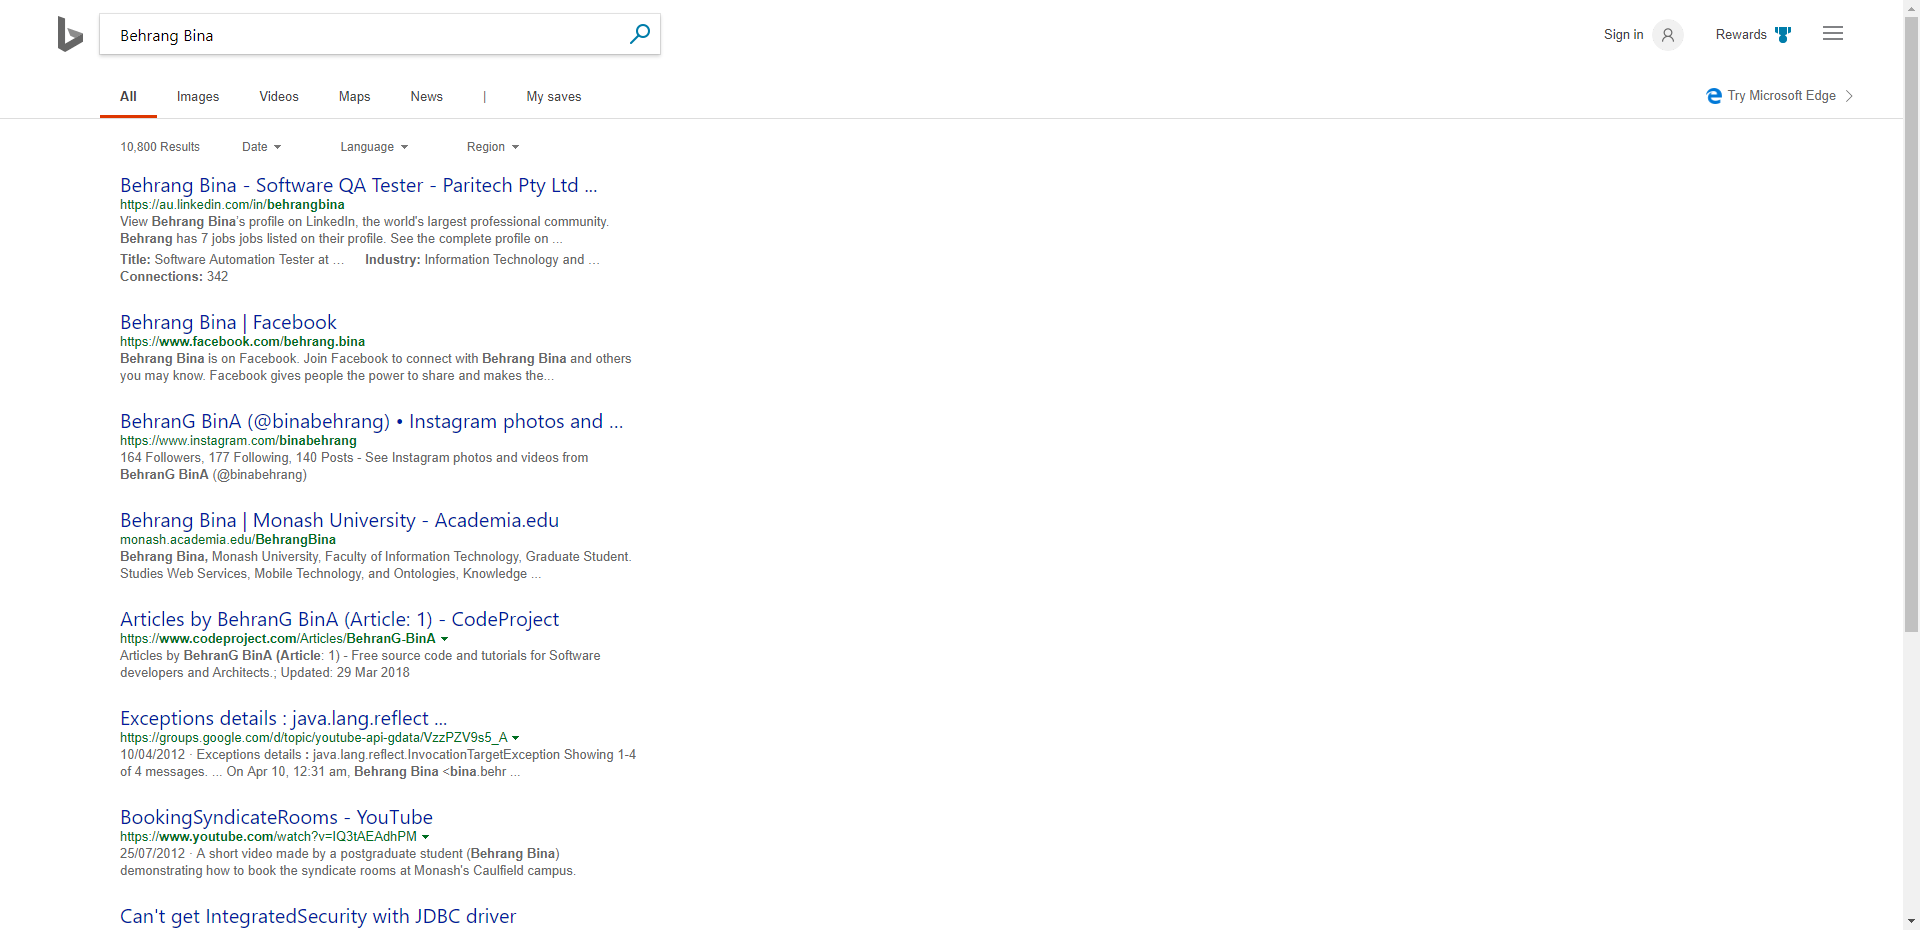 Behrang Bina
Sign in
Rewards
All Images Videos Maps News | My saves
Try Microsoft Edge
10,800 Results Date Language Region
Behrang Bina - Software QA Tester - Paritech Pty Ltd ...
https://au.linkedin.com/in/behrangbina
View Behrang Bina's profile on LinkedIn, the world's largest professional community.
Behrang has 7 jobs jobs listed on their profile. See the complete profile on ...
Title: Software Automation Tester at … Industry: Information Technology and …
Connections: 342
Behrang Bina | Facebook
https://www.facebook.com/behrang.bina
Behrang Bina is on Facebook. Join Facebook to connect with Behrang Bina and others
you may know. Facebook gives people the power to share and makes the...
BehranG BinA (@binabehrang) • Instagram photos and ...
https://www.instagram.com/binabehrang
164 Followers, 177 Following, 140 Posts - See Instagram photos and videos from
BehranG BinA (@binabehrang)
Behrang Bina | Monash University - Academia.edu
monash.academia.edu/BehrangBina
Behrang Bina, Monash University, Faculty of Information Technology, Graduate Student.
Studies Web Services, Mobile Technology, and Ontologies, Knowledge ...
Articles by BehranG BinA (Article: 1) - CodeProject
https://www.codeproject.com/Articles/BehranG-BinA
Articles by BehranG BinA (Article: 1) - Free source code and tutorials for Software
developers and Architects.; Updated: 29 Mar 2018
Exceptions details : java.lang.reflect ...
https://groups.google.com/d/topic/youtube-api-gdata/VzzPZV9s5_A
10/04/2012 · Exceptions details : java.lang.reflect.InvocationTargetException Showing 1-4
of 4 messages. ... On Apr 10, 12:31 am, Behrang Bina <bina.behr ...
BookingSyndicateRooms - YouTube
https://www.youtube.com/watch?v=IQ3tAEAdhPM
25/07/2012 · A short video made by a postgraduate student (Behrang Bina)
demonstrating how to book the syndicate rooms at Monash's Caulfield campus.
Can't get IntegratedSecurity with JDBC driver